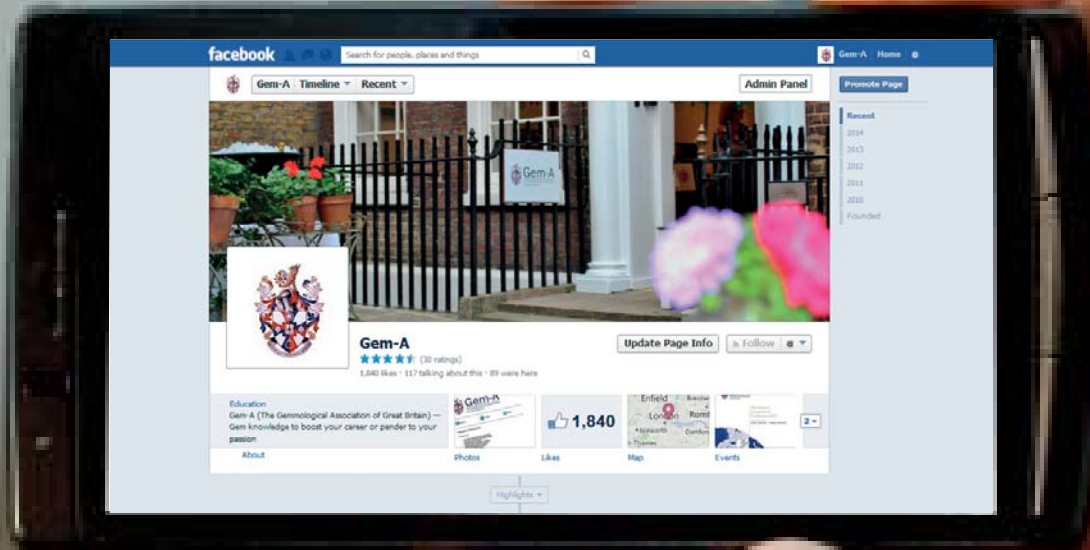 facebook
Search for people, places and things
Gem-A Home
Gem-A Timeline Recent
Admin Panel
Promote Page
Recent
2014
2013
2012
2011
2010
Founded
Gem-A
Gem-A
(30 ratings)
1,840 likes · 117 talking about this · 89 were here
Update Page Info
Follow
Education
Gem-A (The Gemmological Association of Great Britain) —
Gem knowledge to boost your career or pander to your
passion
About
Gem-A
Photos
1,840
Likes
Enfield
London
Map
Events
2
Highlights